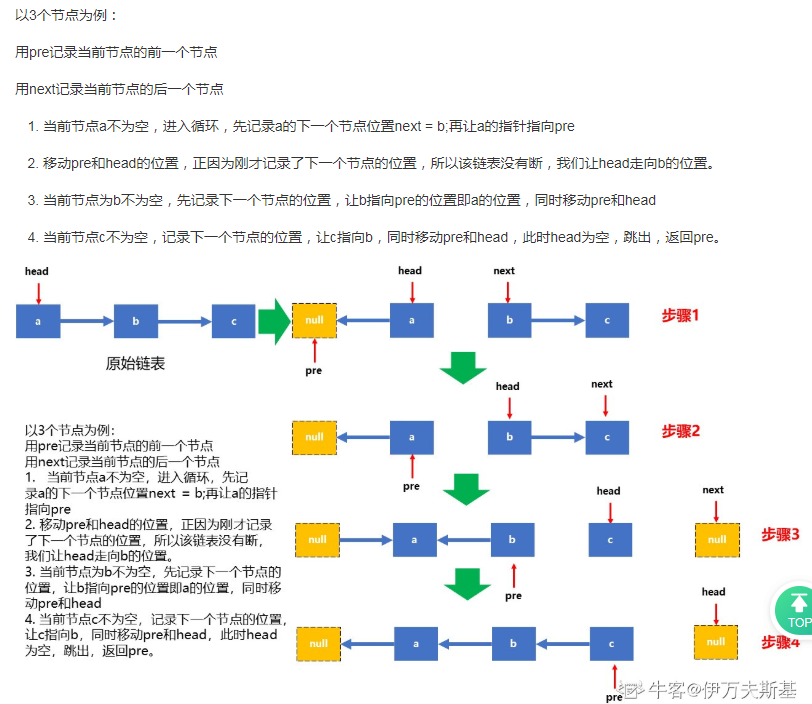 以3个节点为例：
用pre记录当前节点的前一个节点
用next记录当前节点的后一个节点
1. 当前节点a不为空，进入循环，先记录a的下一个节点位置next = b;再让a的指针指向pre
2. 移动pre和head的位置，正因为刚才记录了下一个节点的位置，所以该链表没有断，我们让head走向b的位置。
3. 当前节点为b不为空，先记录下一个节点的位置，让b指向pre的位置即a的位置，同时移动pre和head
4. 当前节点c不为空，记录下一个节点的位置，让c指向b，同时移动pre和head，此时head为空，跳出，返回pre。
head
head
next
a
b
c
null
a
b
c
步骤1
原始链表
pre
head
next
null
a
b
c
步骤2
pre
以3个节点为例：
用pre记录当前节点的前一个节点
用next记录当前节点的后一个节点
1. 当前节点a不为空，进入循环，先记
录a的下一个节点位置next = b;再让a的指针
指向pre
2. 移动pre和head的位置，正因为刚才记录
了下一个节点的位置，所以该链表没有断，
我们让head走向b的位置。
3. 当前节点为b不为空，先记录下一个节点的
位置，让b指向pre的位置即a的位置，同时移
动pre和head
4. 当前节点c不为空，记录下一个节点的位置，
让c指向b，同时移动pre和head，此时head
为空，跳出，返回pre。
head
next
null
a
b
c
null
步骤3
pre
head
TOP
null
a
b
c
null
步骤4
pre
牛客@伊万夫斯基